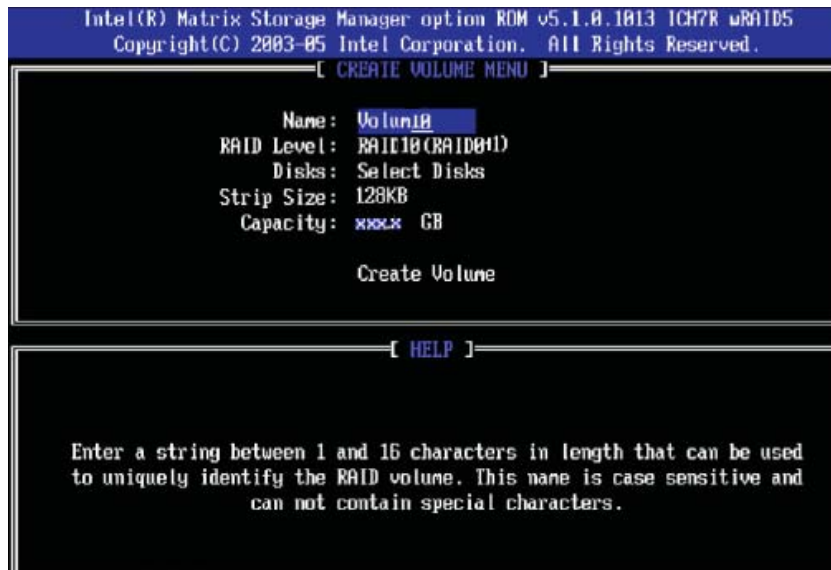 Intel(R) Matrix Storage Manager option ROM v5.1.0.1013 ICH7R wRAID5
Copyright(C) 2003-05 Intel Corporation. All Rights Reserved.
[ CREATE VOLUME MENU ]
Name: Volum10
RAID Level: RAID10(RAID0+1)
Disks: Select Disks
Strip Size: 128KB
Capacity: xxx.x GB
Create Volume
[ HELP ]
Enter a string between 1 and 16 characters in length that can be used
to uniquely identify the RAID volume. This name is case sensitive and
can not contain special characters.